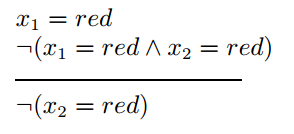 x₁ = red
¬(x₁ = red ∧ x₂ = red)
¬(x₂ = red)